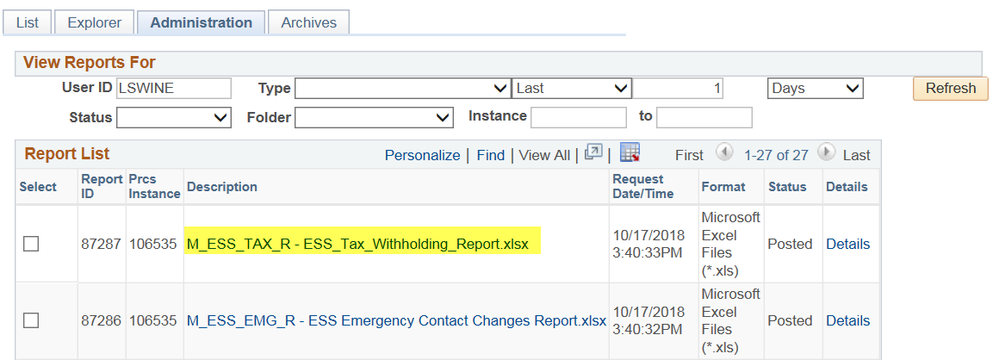 List Explorer Administration Archives
View Reports For
User ID LSWINE Type Last 1 Days Refresh
Status Folder Instance to
Report List Personalize | Find | View All | | First 1-27 of 27 Last
Select Report ID Prcs Instance Description Request Date/Time Format Status Details
87287 106535 M_ESS_TAX_R - ESS_Tax_Withholding_Report.xlsx 10/17/2018 3:40:33PM Microsoft Excel Files (*.xls) Posted Details
87286 106535 M_ESS_EMG_R - ESS Emergency Contact Changes Report.xlsx 10/17/2018 3:40:32PM Microsoft Excel Files (*.xls) Posted Details